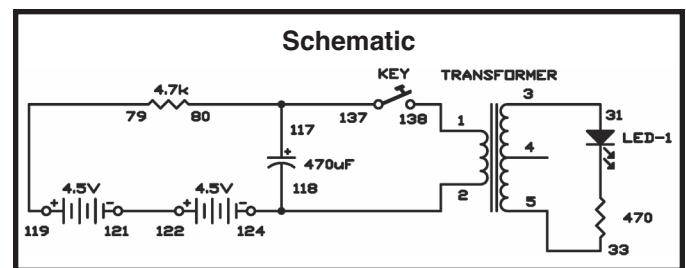 Schematic
KEY TRANSFORMER
4.7k
3
79 80 137 138 1 31
117
LED-1
470uF 4
118
4.5V 4.5V
2 5 470
119 121 122 124 33